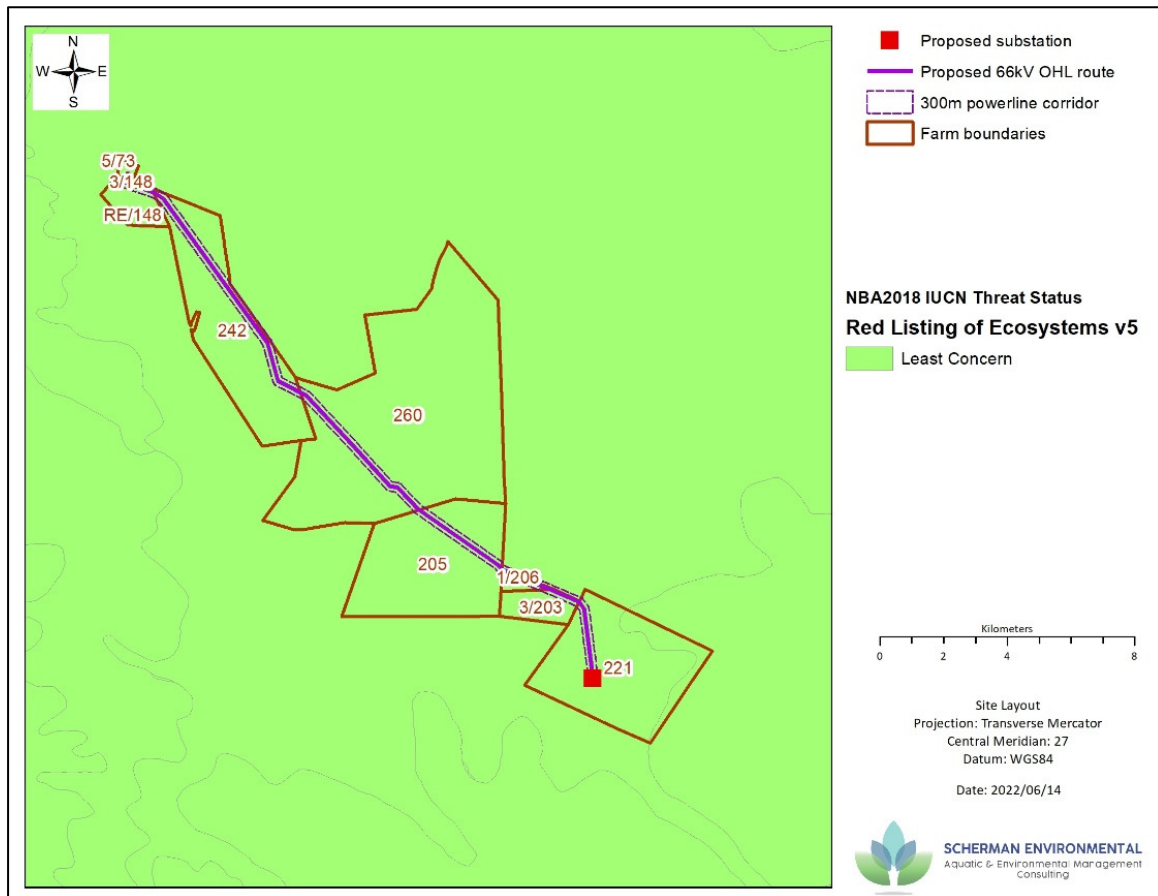 N
W E
S
5/73
3/148
RE/148
242
260
205
1/206
3/203
221
Proposed substation
Proposed 66kV OHL route
300m powerline corridor
Farm boundaries
NBA2018 IUCN Threat Status
Red Listing of Ecosystems v5
Least Concern
Kilometers
0 2 4 6 8
Site Layout
Projection: Transverse Mercator
Central Meridian: 27
Datum: WGS84
Date: 2022/06/14
SCHERMAN ENVIRONMENTAL
Aquatic & Environmental Management
Consulting